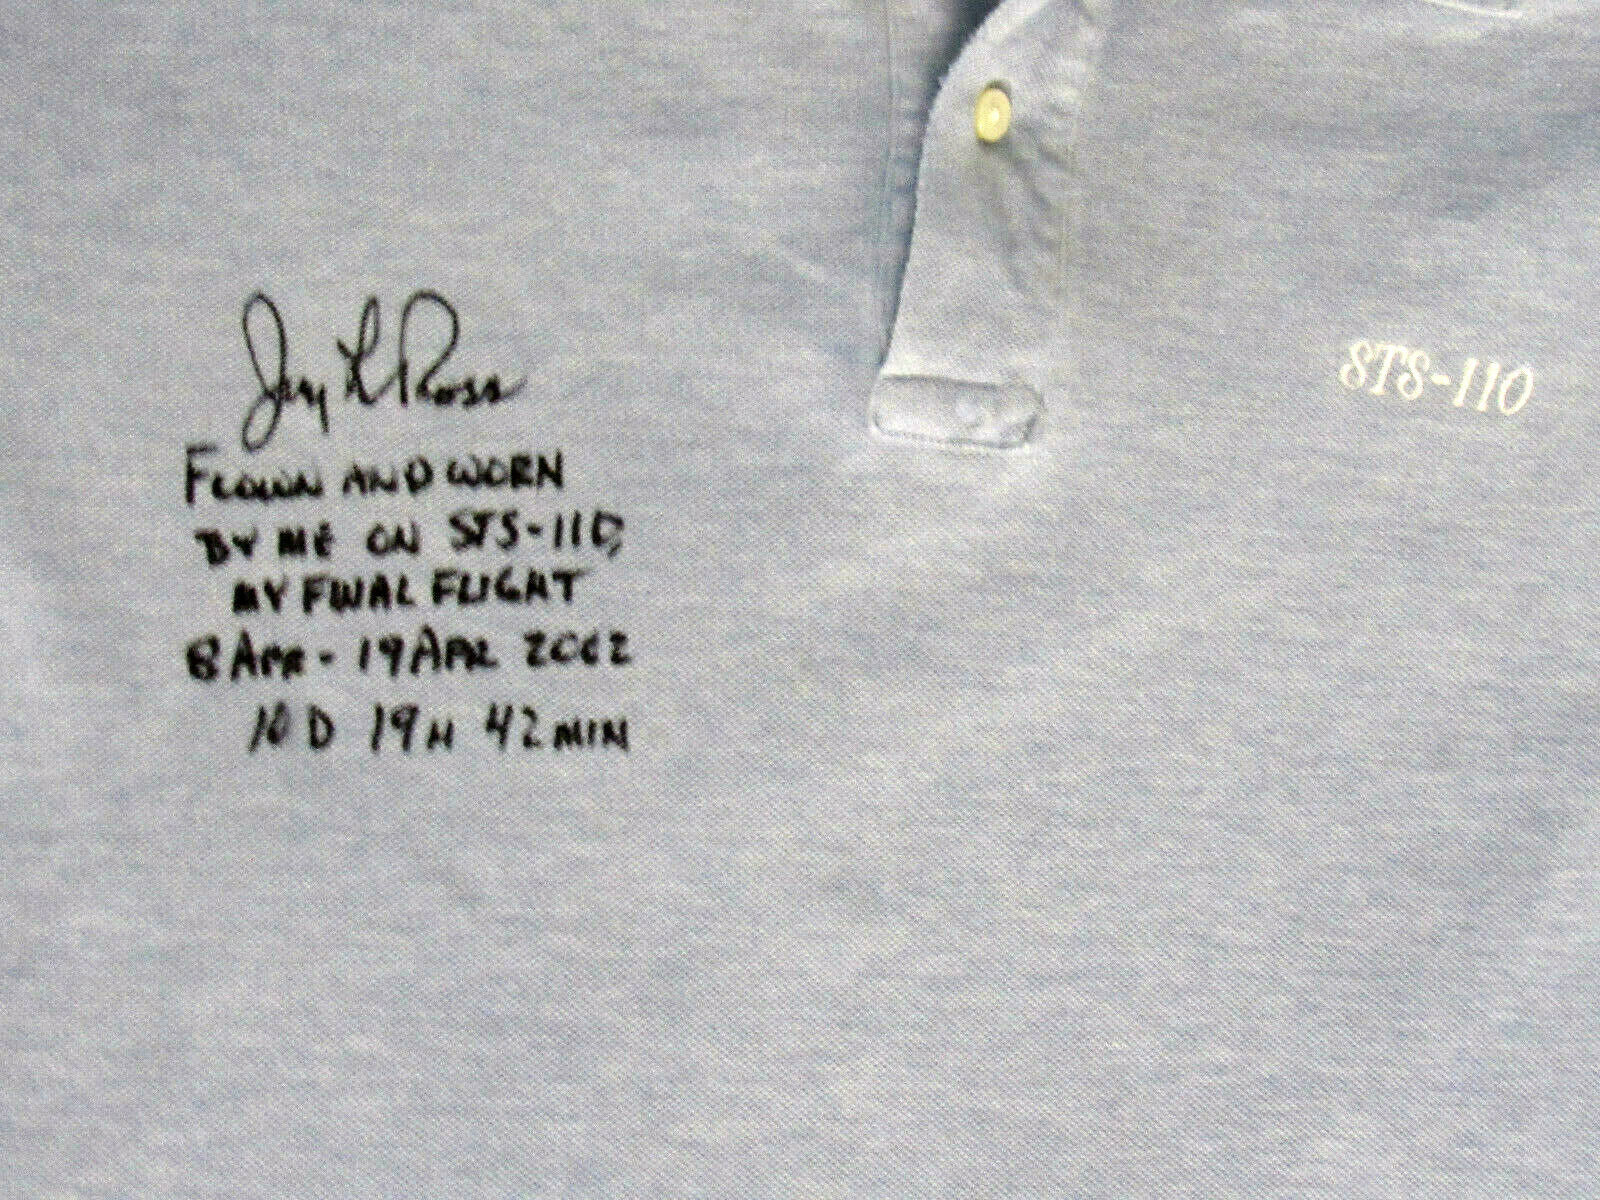 Jerry L Ross
FLOWN AND WORN
BY ME ON STS-110,
MY FINAL FLIGHT
8 APR - 19 APR 2002
10 D 19 H 42 MIN
STS-110